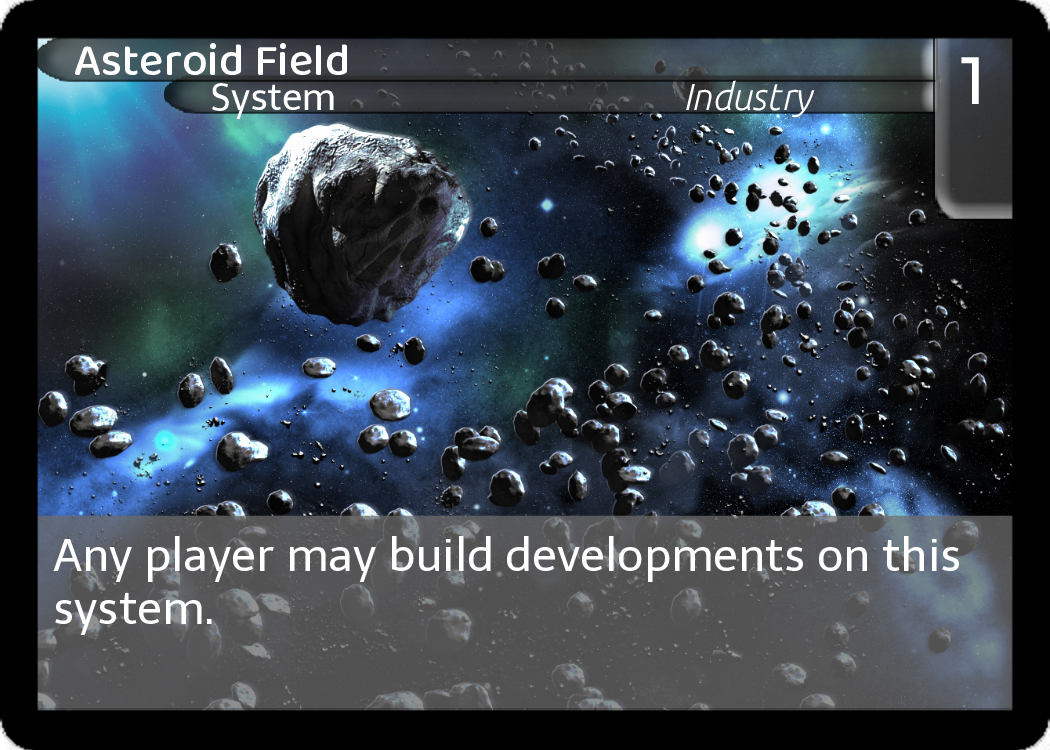 Asteroid Field
1
System Industry
Any player may build developments on this
system.